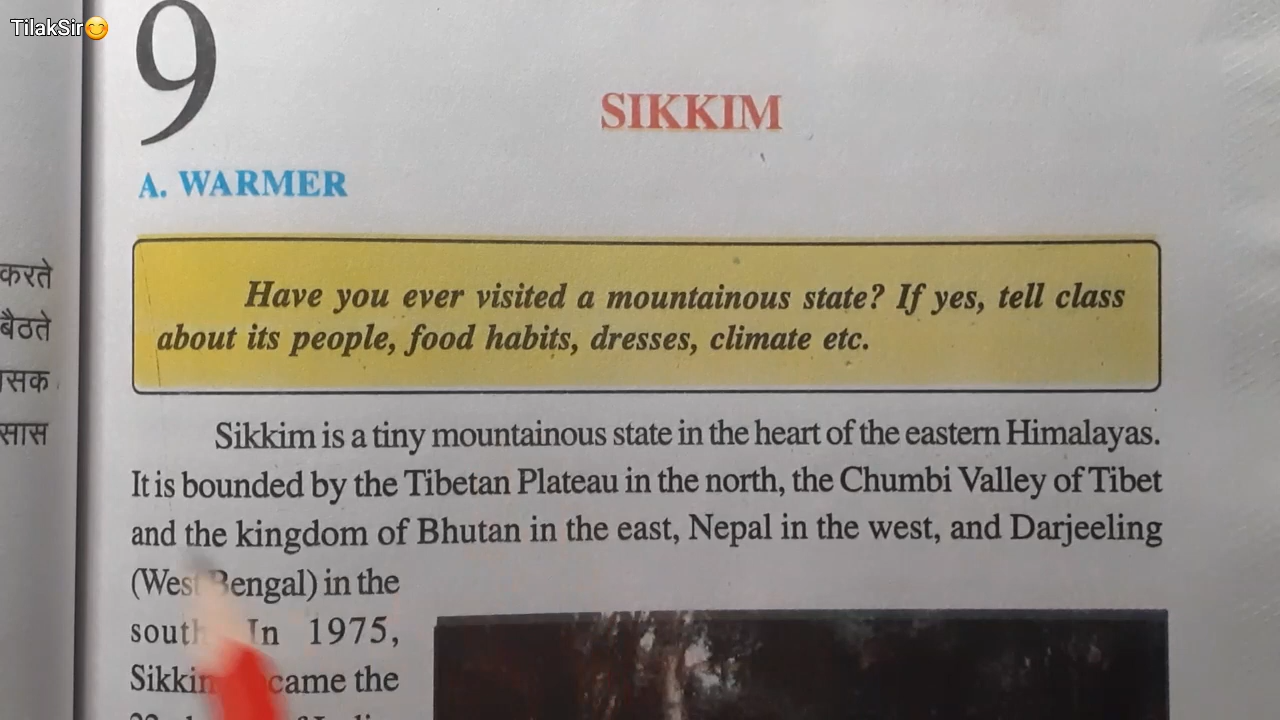 TilakSir😊
9
SIKKIM
A. WARMER
Have you ever visited a mountainous state? If yes, tell class
about its people, food habits, dresses, climate etc.
Sikkim is a tiny mountainous state in the heart of the eastern Himalayas.
It is bounded by the Tibetan Plateau in the north, the Chumbi Valley of Tibet
and the kingdom of Bhutan in the east, Nepal in the west, and Darjeeling
(West Bengal) in the
south. In 1975,
Sikkim became the
करते
बैठते
सास